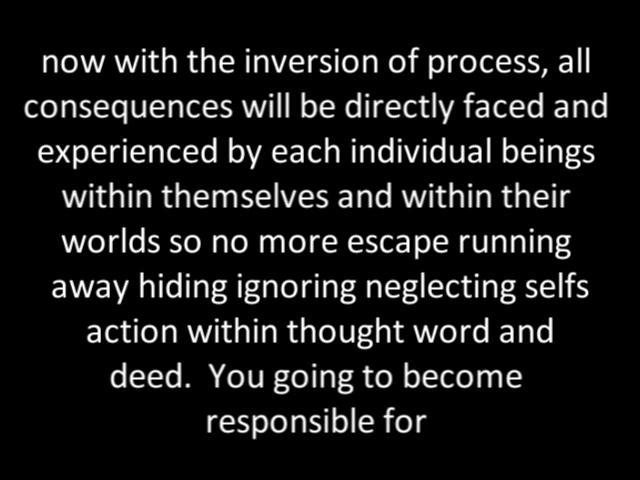 now with the inversion of process, all
consequences will be directly faced and
experienced by each individual beings
within themselves and within their
worlds so no more escape running
away hiding ignoring neglecting selfs
action within thought word and
deed.  You going to become
responsible for